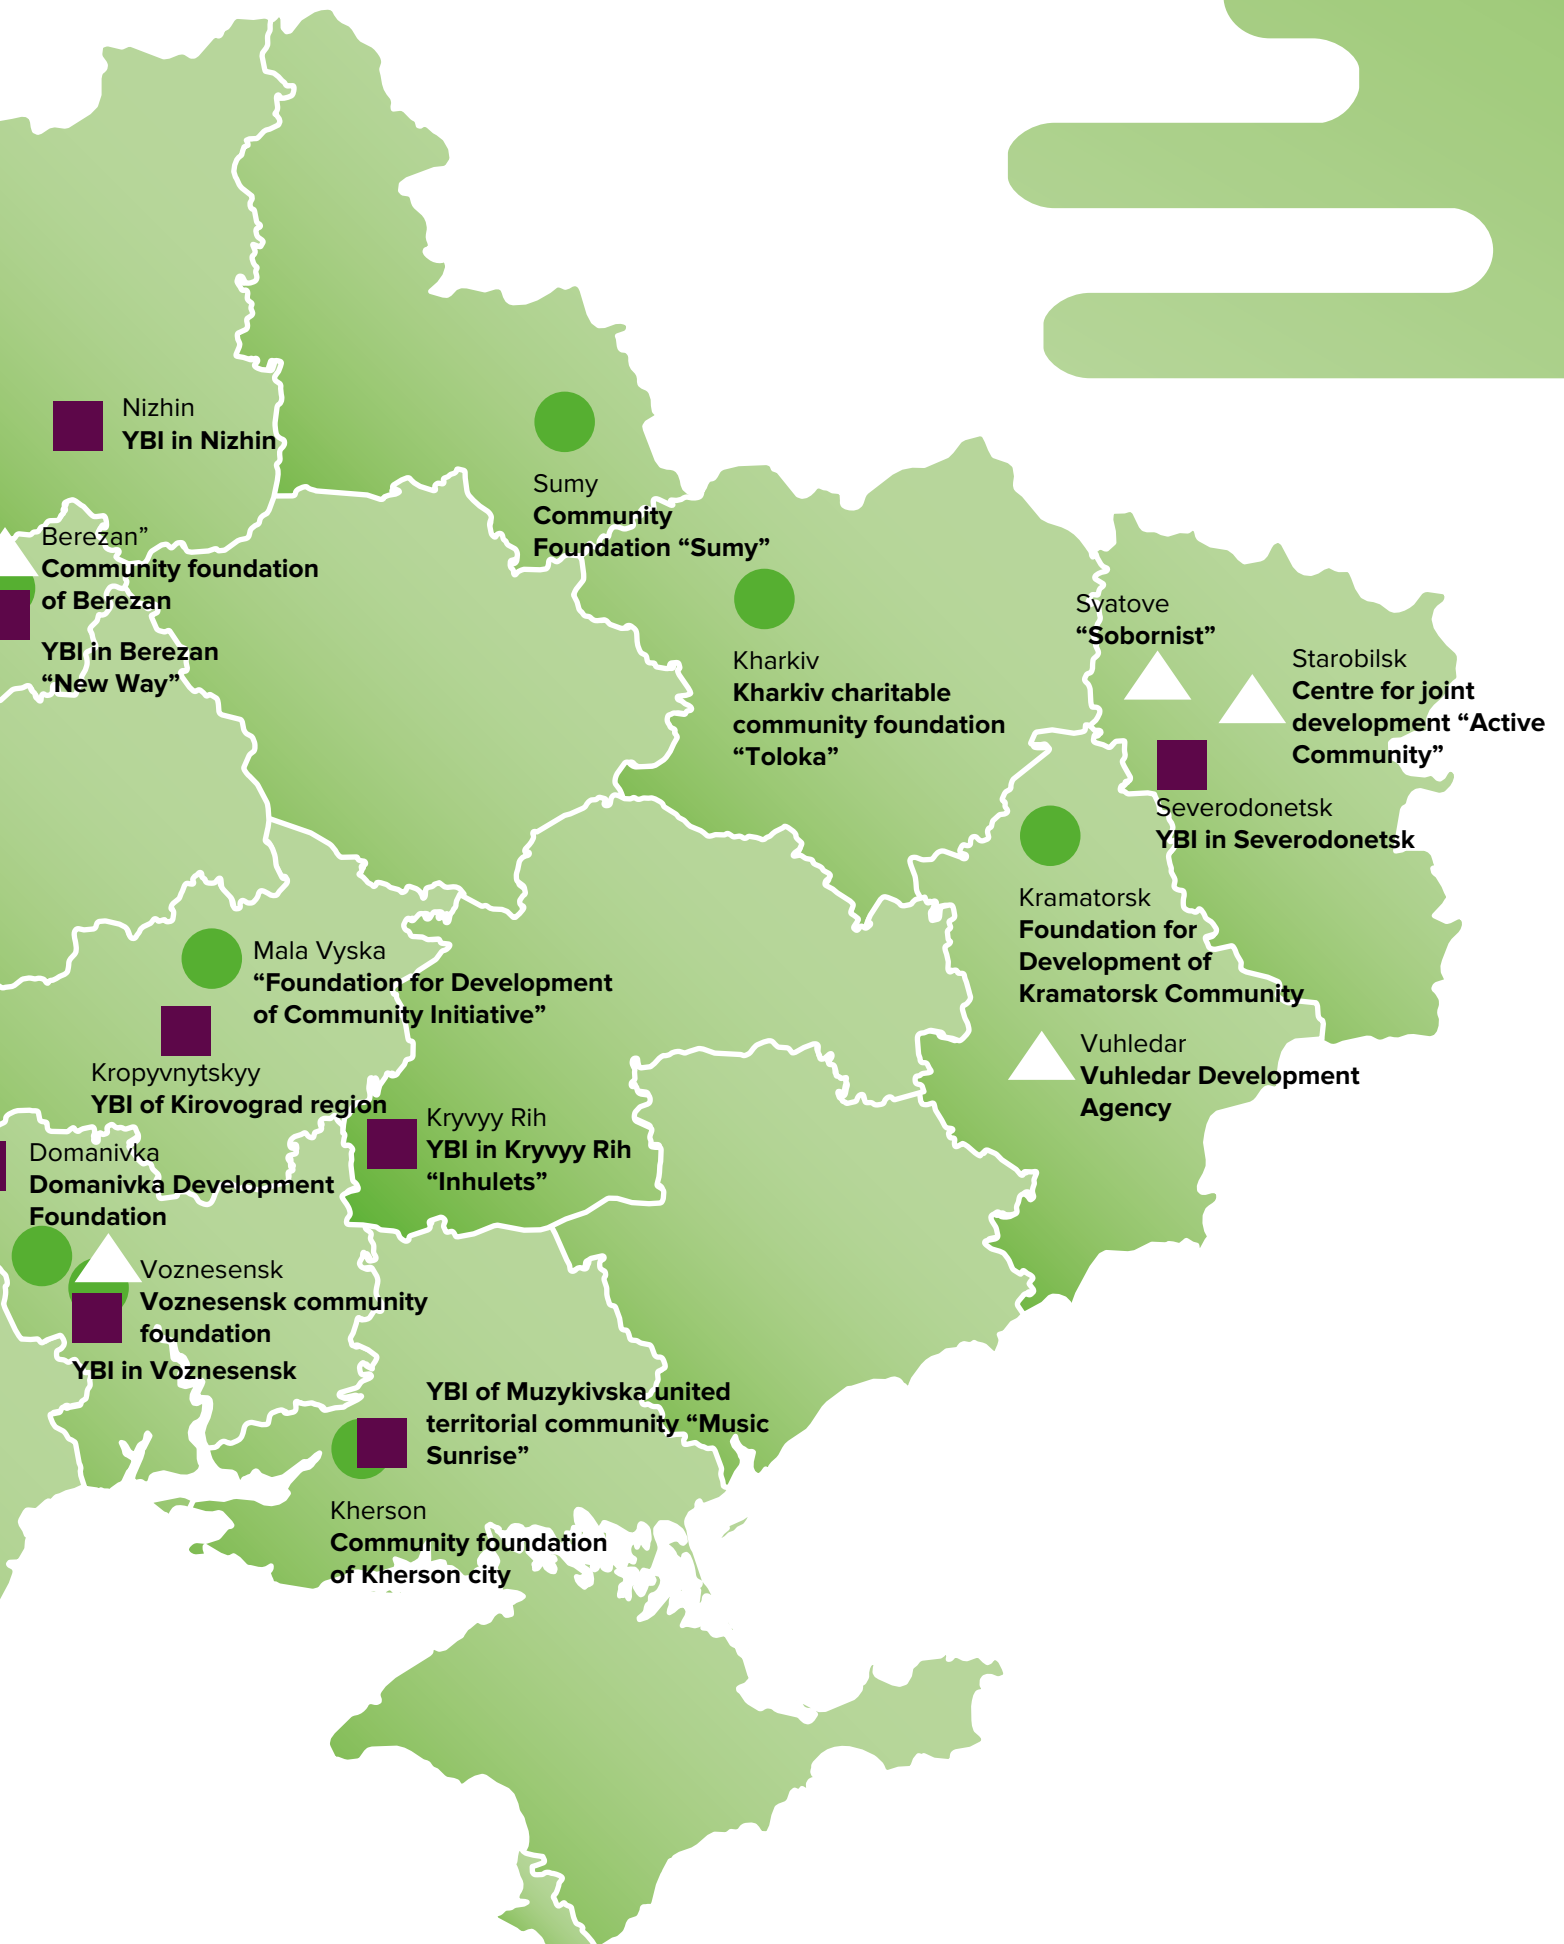 Nizhin
YBI in Nizhin
Sumy
Community
Foundation “Sumy”
Berezan”
Community foundation
of Berezan
YBI in Berezan
“New Way”
Kharkiv
Kharkiv charitable
community foundation
“Toloka”
Svatove
“Sobornist”
Starobilsk
Centre for joint
development “Active
Community”
Severodonetsk
YBI in Severodonetsk
Kramatorsk
Foundation for
Development of
Kramatorsk Community
Mala Vyska
“Foundation for Development
of Community Initiative”
Vuhledar
Vuhledar Development
Agency
Kropyvnytskyy
YBI of Kirovograd region
Kryvyy Rih
YBI in Kryvyy Rih
“Inhulets”
Domanivka
Domanivka Development
Foundation
Voznesensk
Voznesensk community
foundation
YBI in Voznesensk
YBI of Muzykivska united
territorial community “Music
Sunrise”
Kherson
Community foundation
of Kherson city